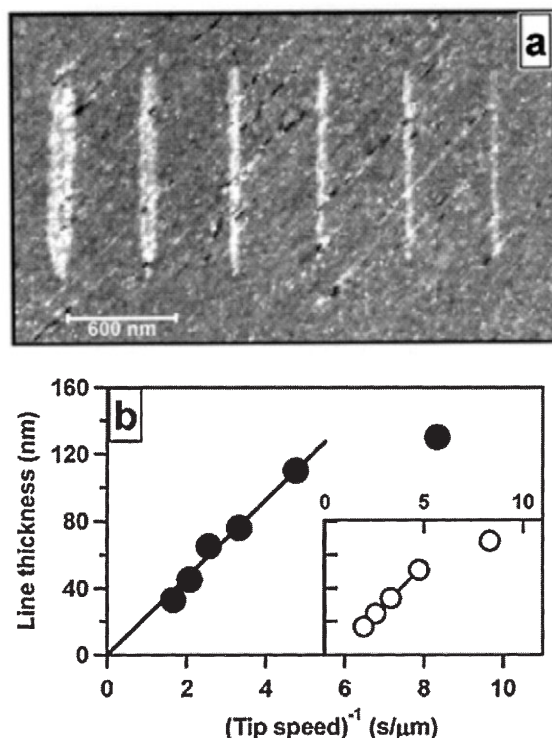 a
600 nm
b
160
120
80
40
0
Line thickness (nm)
0 5 10
0 2 4 6 8 10
(Tip speed)⁻¹ (s/μm)